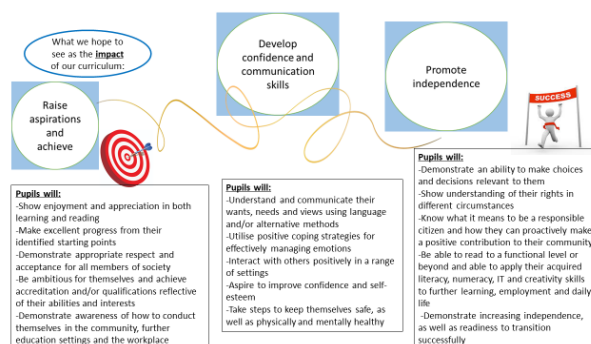 What we hope to
see as the impact
of our curriculum:
Raise
aspirations
and
achieve
Develop
confidence and
communication
skills
Promote
independence
SUCCESS
Pupils will:
-Show enjoyment and appreciation in both
learning and reading
-Make excellent progress from their
identified starting points
-Demonstrate appropriate respect and
acceptance for all members of society
-Be ambitious for themselves and achieve
accreditation and/or qualifications reflective
of their abilities and interests
-Demonstrate awareness of how to conduct
themselves in the community, further
education settings and the workplace
Pupils will:
-Understand and communicate their
wants, needs and views using language
and/or alternative methods
-Utilise positive coping strategies for
effectively managing emotions
-Interact with others positively in a
range of settings
-Aspire to improve confidence and self-
esteem
-Take steps to keep themselves safe, as
well as physically and mentally healthy
Pupils will:
-Demonstrate an ability to make choices
and decisions relevant to them
-Show understanding of their rights in
different circumstances
-Know what it means to be a responsible
citizen and how they can proactively make
a positive contribution to their community
-Be able to read to a functional level or
beyond and able to apply their acquired
literacy, numeracy, IT and creativity skills
to further learning, employment and daily
life
-Demonstrate increasing independence,
as well as readiness to transition
successfully